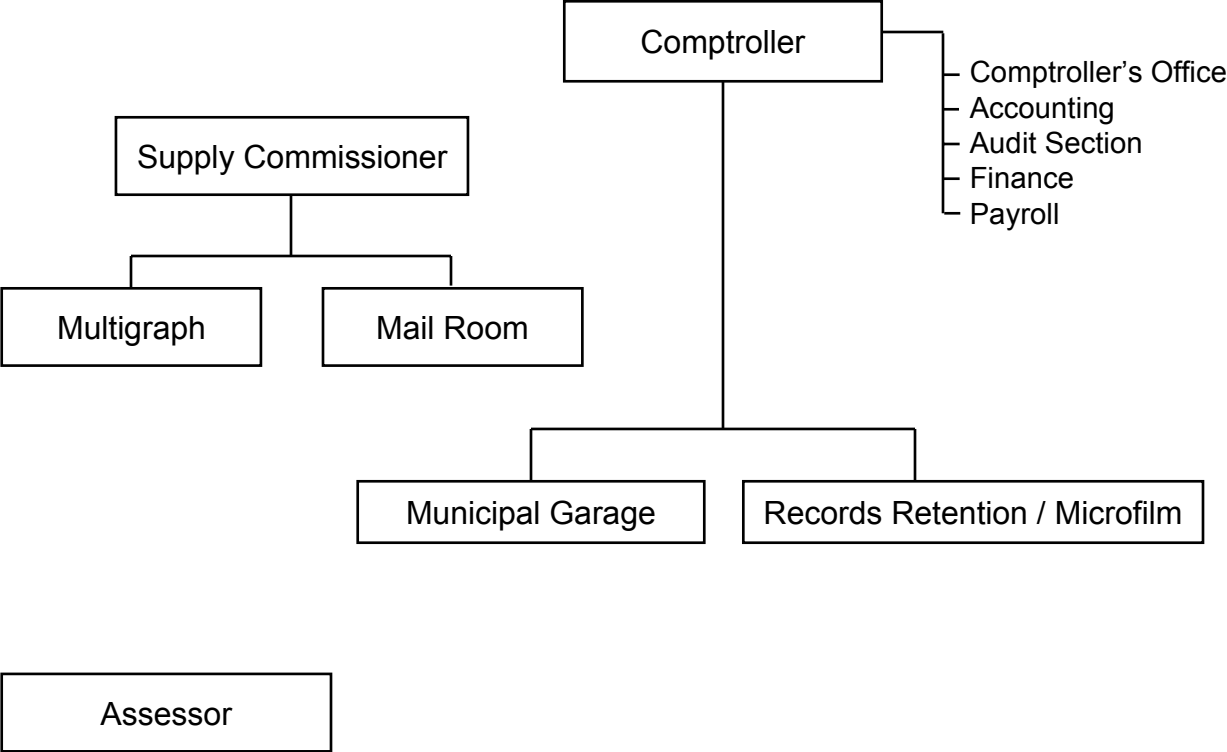 Comptroller
Comptroller’s Office
Accounting
Audit Section
Finance
Payroll
Supply Commissioner
Multigraph
Mail Room
Municipal Garage
Records Retention / Microfilm
Assessor